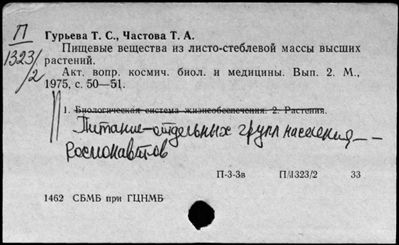 П
1323/2
Гурьева Т. С., Частова Т. А.
Пищевые вещества из листо-стеблевой массы высших
растений.
Акт. вопр. космич. биол. и медицины. Вып. 2. М.,
1975, с. 50—51.
1. Биологическая система жизнеобеспечения. 2. Растения.
Питание-отдельных групп населения —
космонавтов
П-3-3в П/1323/2 33
1462 СБМБ при ГЦНМБ